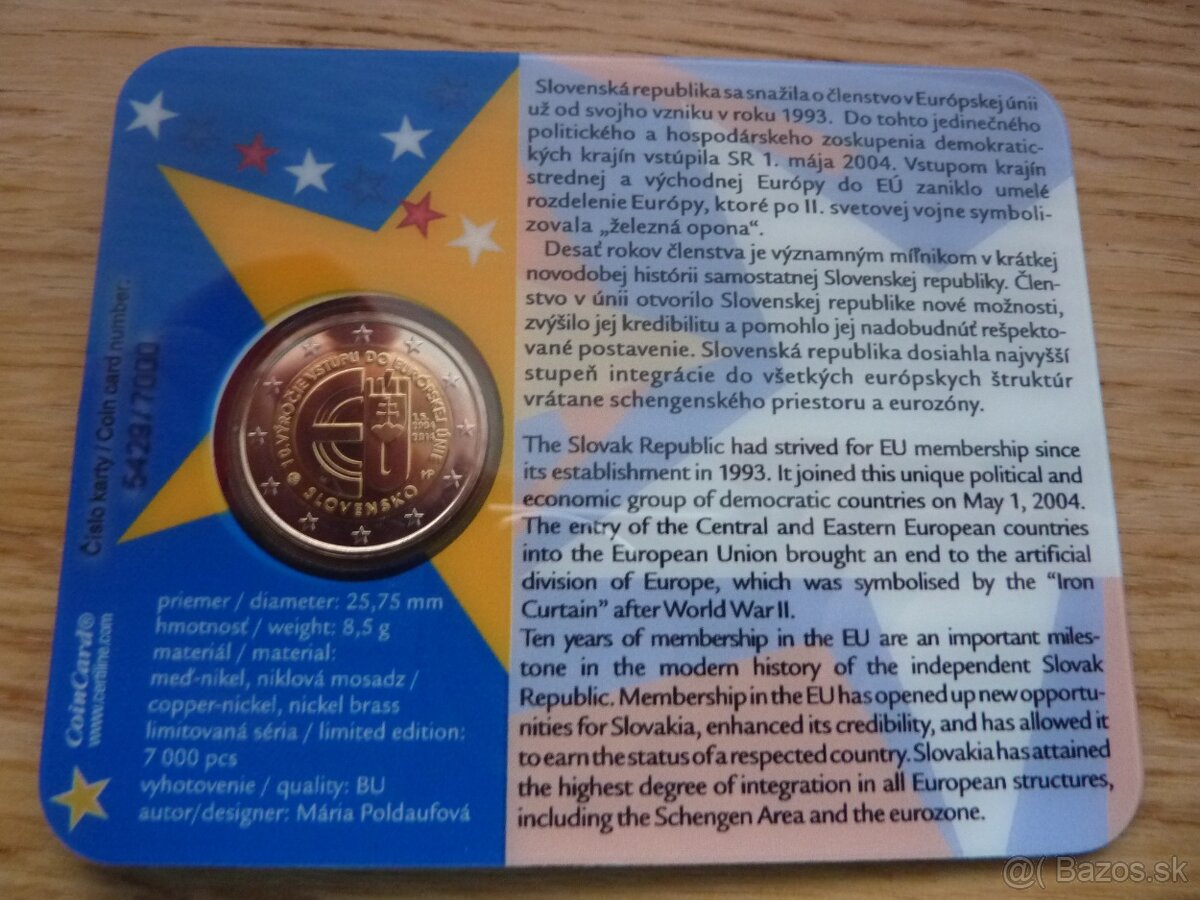 Slovenská republika sa snažila o členstvo v Európskej únii
už od svojho vzniku v roku 1993. Do tohto jedinečného
politického a hospodárskeho zoskupenia demokratic-
kých krajín vstúpila SR 1. mája 2004. Vstupom krajín
strednej a východnej Európy do EÚ zaniklo umelé
rozdelenie Európy, ktoré po II. svetovej vojne symboli-
zovala „železná opona“.
Desať rokov členstva je významným míľnikom v krátkej
novodobej histórii samostatnej Slovenskej republiky. Člen-
stvo v únii otvorilo Slovenskej republike nové možnosti,
zvýšilo jej kredibilitu a pomohlo jej nadobudnúť rešpekto-
vané postavenie. Slovenská republika dosiahla najvyšší
stupeň integrácie do všetkých európskych štruktúr
vrátane schengenského priestoru a eurozóny.
The Slovak Republic had strived for EU membership since
its establishment in 1993. It joined this unique political and
economic group of democratic countries on May 1, 2004.
The entry of the Central and Eastern European countries
into the European Union brought an end to the artificial
division of Europe, which was symbolised by the "Iron
Curtain" after World War II.
Ten years of membership in the EU are an important miles-
tone in the modern history of the independent Slovak
Republic. Membership in the EU has opened up new opportu-
nities for Slovakia, enhanced its credibility, and has allowed it
to earn the status of a respected country. Slovakia has attained
the highest degree of integration in all European structures,
including the Schengen Area and the eurozone.
Číslo karty / Coin card number:
5429/7000
10. VÝROČIE VSTUPU DO EURÓPSKEJ ÚNIE
1.5.
2004
2014
SLOVENSKO
priemer / diameter: 25,75 mm
hmotnosť / weight: 8,5 g
materiál / material:
meď-nikel, niklová mosadz /
copper-nickel, nickel brass
limitovaná séria / limited edition:
7 000 pcs
vyhotovenie / quality: BU
autor/designer: Mária Poldaufová
CoinCard®
www.centline.com
@( Bazos.sk